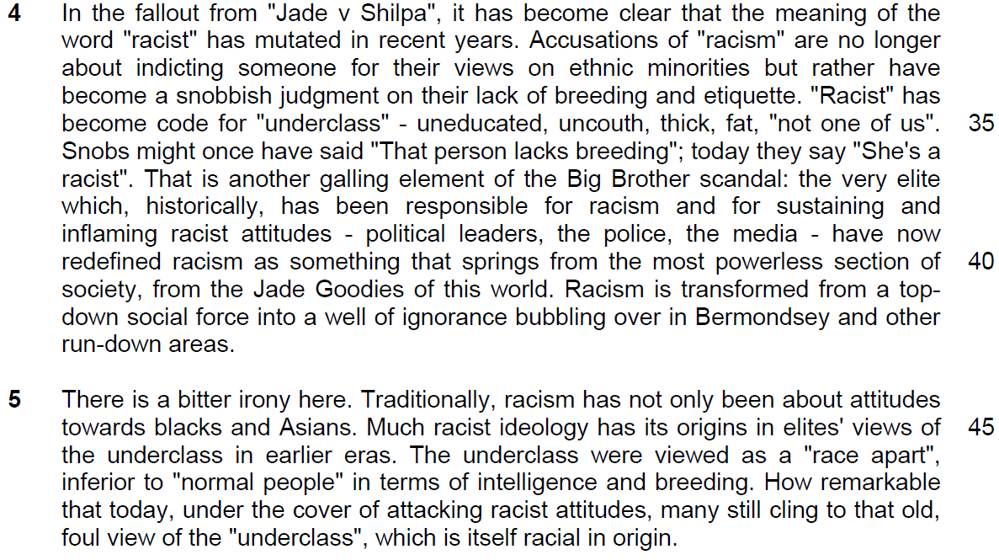 4 In the fallout from "Jade v Shilpa", it has become clear that the meaning of the
word "racist" has mutated in recent years. Accusations of "racism" are no longer
about indicting someone for their views on ethnic minorities but rather have
become a snobbish judgment on their lack of breeding and etiquette. "Racist" has
become code for "underclass" - uneducated, uncouth, thick, fat, "not one of us". 35
Snobs might once have said "That person lacks breeding"; today they say "She's a
racist". That is another galling element of the Big Brother scandal: the very elite
which, historically, has been responsible for racism and for sustaining and
inflaming racist attitudes - political leaders, the police, the media - have now
redefined racism as something that springs from the most powerless section of 40
society, from the Jade Goodies of this world. Racism is transformed from a top-
down social force into a well of ignorance bubbling over in Bermondsey and other
run-down areas.
5 There is a bitter irony here. Traditionally, racism has not only been about attitudes
towards blacks and Asians. Much racist ideology has its origins in elites' views of 45
the underclass in earlier eras. The underclass were viewed as a "race apart",
inferior to "normal people" in terms of intelligence and breeding. How remarkable
that today, under the cover of attacking racist attitudes, many still cling to that old,
foul view of the "underclass", which is itself racial in origin.